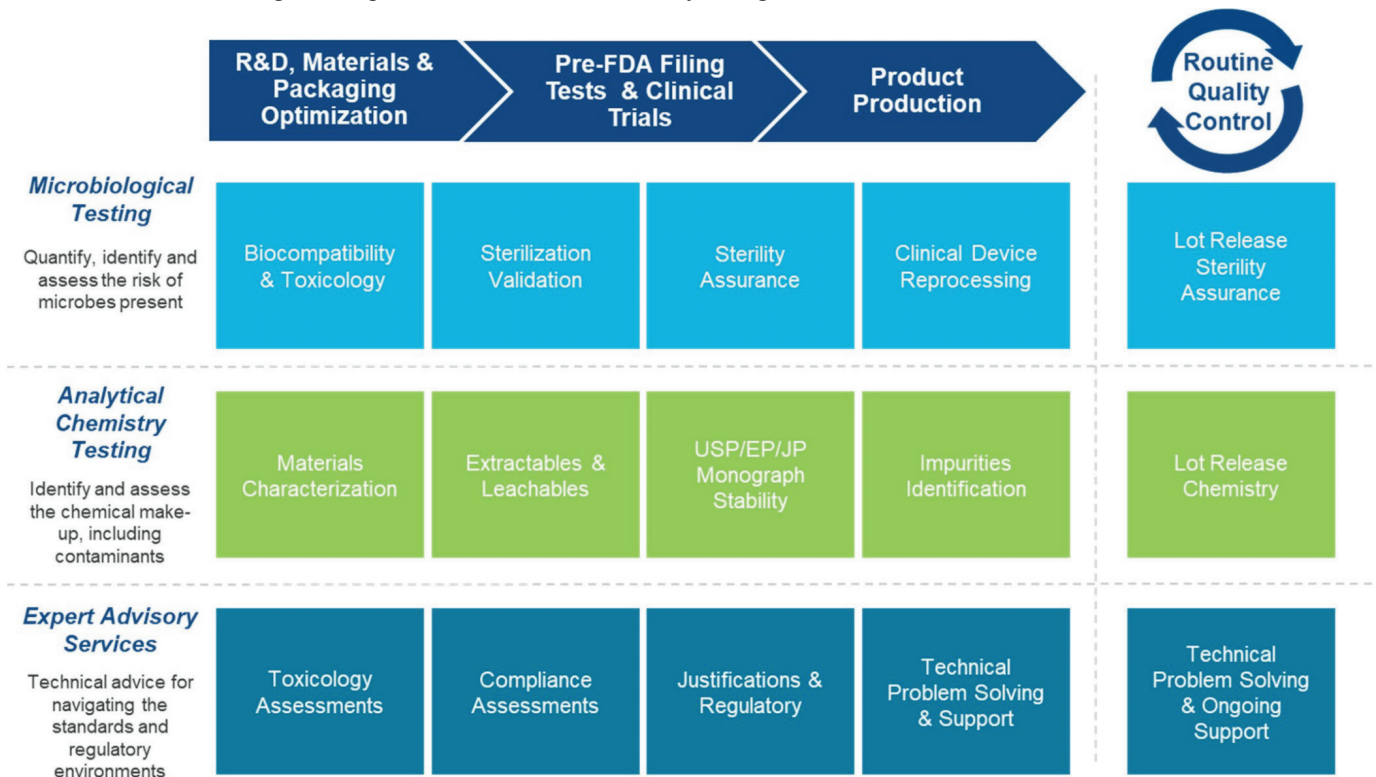 R&D, Materials &
Packaging
Optimization
Pre-FDA Filing
Tests & Clinical
Trials
Product
Production
Routine
Quality
Control
Microbiological
Testing
Quantify, identify and
assess the risk of
microbes present
Biocompatibility
& Toxicology
Sterilization
Validation
Sterility
Assurance
Clinical Device
Reprocessing
Lot Release
Sterility
Assurance
Analytical
Chemistry
Testing
Identify and assess
the chemical make-
up, including
contaminants
Materials
Characterization
Extractables &
Leachables
USP/EP/JP
Monograph
Stability
Impurities
Identification
Lot Release
Chemistry
Expert Advisory
Services
Technical advice for
navigating the
standards and
regulatory
environments
Toxicology
Assessments
Compliance
Assessments
Justifications &
Regulatory
Technical
Problem Solving
& Support
Technical
Problem Solving
& Ongoing
Support